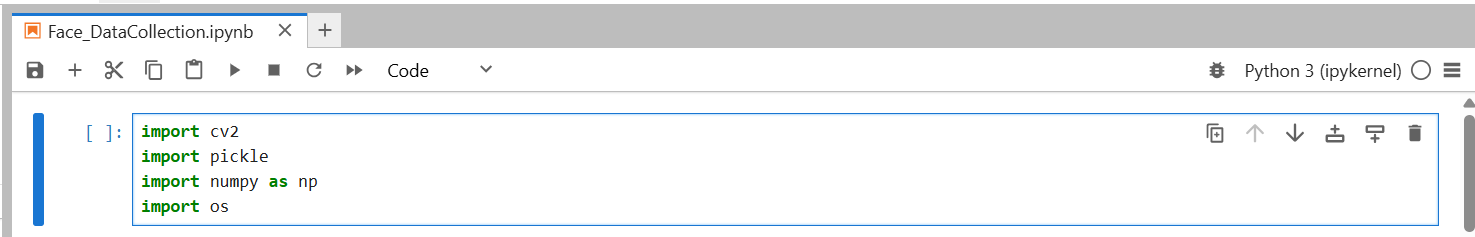 Face_DataCollection.ipynb
Code
Python 3 (ipykernel)
[ ]:
import cv2
import pickle
import numpy as np
import os